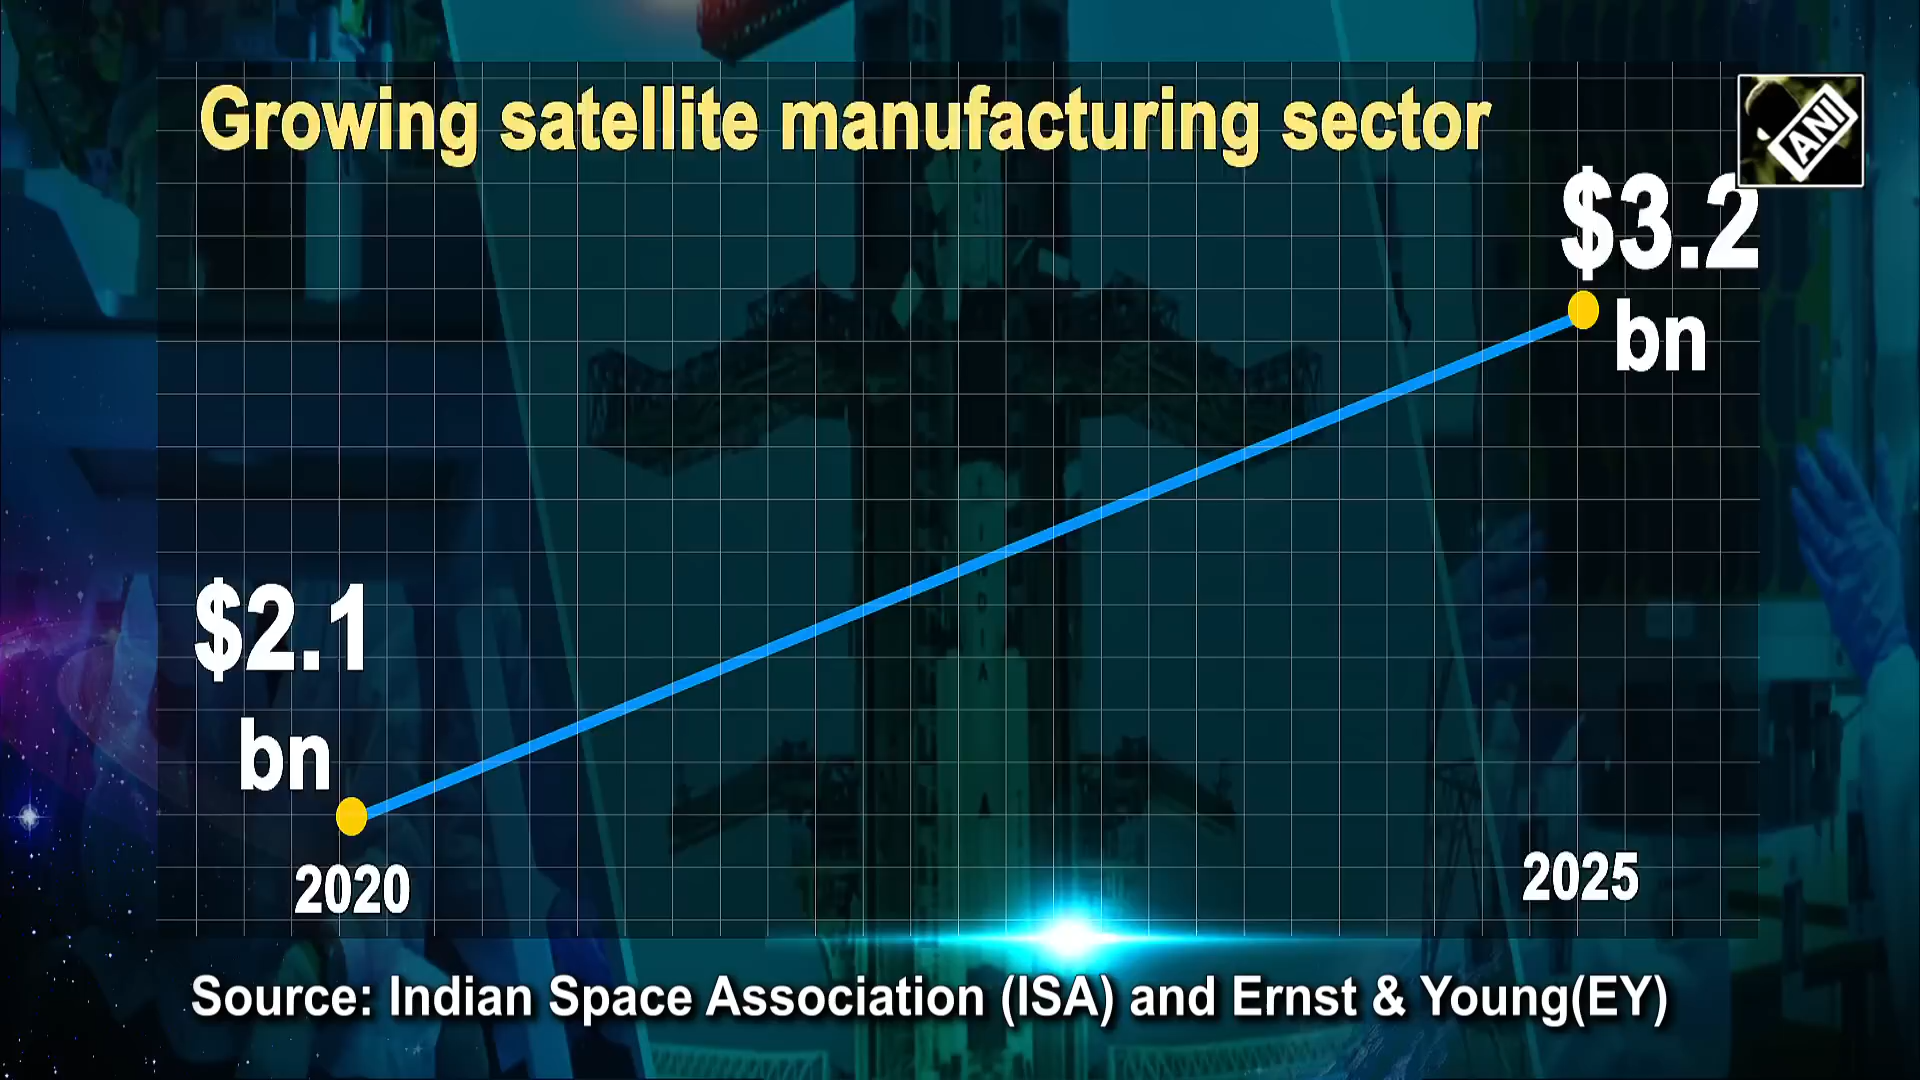 Growing satellite manufacturing sector
ANI
$3.2
bn
$2.1
bn
2020
2025
Source: Indian Space Association (ISA) and Ernst & Young(EY)